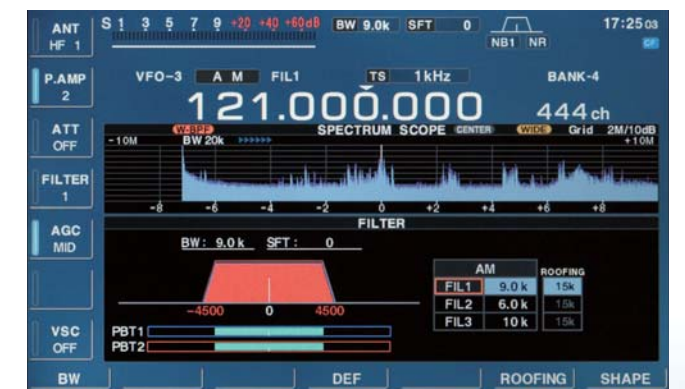 ANT
HF 1
S 1 3 5 7 9 +20 +40 +60dB
BW 9.0k
SFT 0
NB1 NR
17:25 03
CF
P.AMP
2
VFO-3 A M FIL1 TS 1kHz BANK-4
121.000.000 444 ch
ATT
OFF
W-BPF SPECTRUM SCOPE CENTER WIDE Grid 2M/10dB
-10M BW 20k >>>>>> +10M
FILTER
1
-8 -6 -4 -2 0 +2 +4 +6 +8
FILTER
AGC
MID
BW: 9.0k SFT: 0
AM ROOFING
FIL1 9.0k 15k
FIL2 6.0k 15k
FIL3 10k 15k
-4500 0 4500
VSC
OFF
PBT1
PBT2
BW DEF ROOFING SHAPE